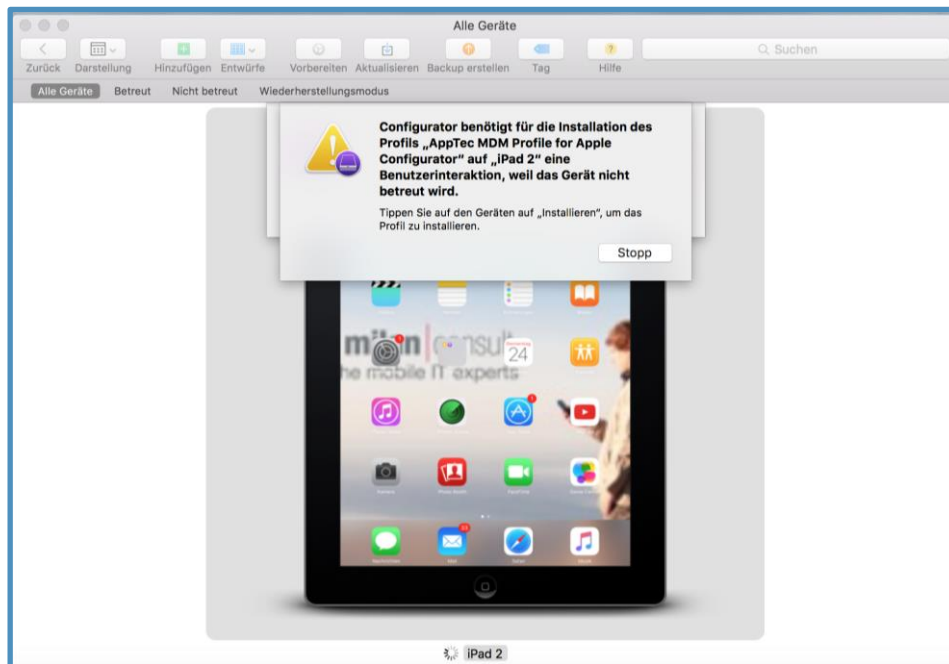 Alle Geräte
Zurück Darstellung Hinzufügen Entwürfe Vorbereiten Aktualisieren Backup erstellen Tag Hilfe Suchen
Alle Geräte Betreut Nicht betreut Wiederherstellungsmodus
Configurator benötigt für die Installation des
Profils „AppTec MDM Profile for Apple
Configurator“ auf „iPad 2“ eine
Benutzerinteraktion, weil das Gerät nicht
betreut wird.
Tippen Sie auf den Geräten auf „Installieren“, um das
Profil zu installieren.
Stopp
24
the mobile IT experts
iPad 2